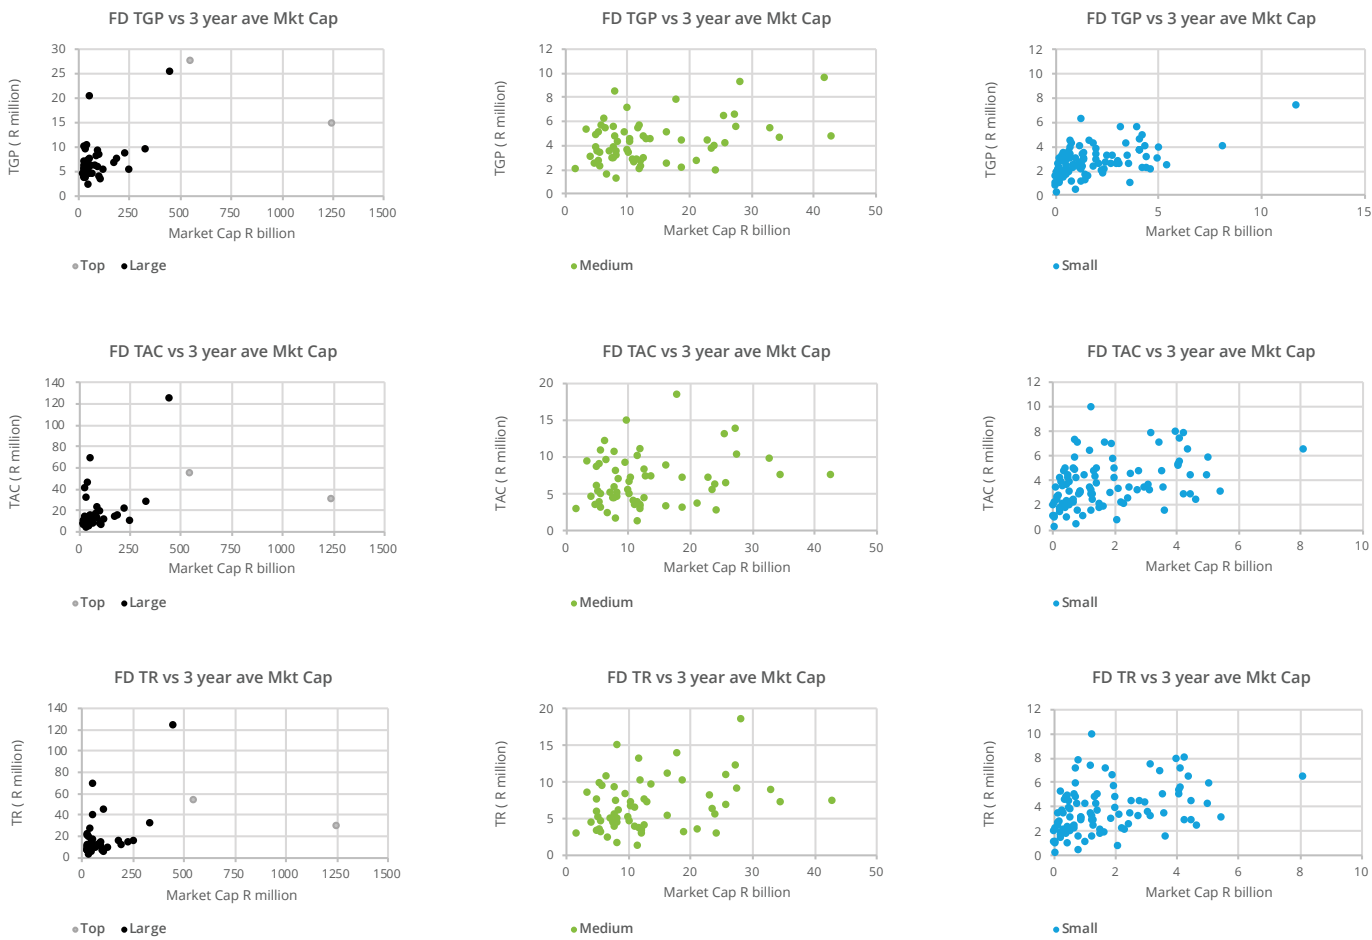 FD TGP vs 3 year ave Mkt Cap
TGP ( R million)
30
25
20
15
10
5
0
0 250 500 750 1000 1250 1500
Market Cap R billion
Top Large
FD TGP vs 3 year ave Mkt Cap
TGP ( R million)
12
10
8
6
4
2
0
0 10 20 30 40 50
Market Cap R billion
Medium
FD TGP vs 3 year ave Mkt Cap
TGP ( R million)
12
10
8
6
4
2
0
0 5 10 15
Market Cap R billion
Small
FD TAC vs 3 year ave Mkt Cap
TAC ( R million)
140
120
100
80
60
40
20
0
0 250 500 750 1000 1250 1500
Market Cap R billion
Top Large
FD TAC vs 3 year ave Mkt Cap
TAC ( R million)
20
15
10
5
0
0 10 20 30 40 50
Market Cap R billion
Medium
FD TAC vs 3 year ave Mkt Cap
TAC ( R million)
12
10
8
6
4
2
0
0 2 4 6 8 10
Market Cap R billion
Small
FD TR vs 3 year ave Mkt Cap
TR ( R million)
140
120
100
80
60
40
20
0
0 250 500 750 1000 1250 1500
Market Cap R million
Top Large
FD TR vs 3 year ave Mkt Cap
TR ( R million)
20
15
10
5
0
0 10 20 30 40 50
Market Cap R billion
Medium
FD TR vs 3 year ave Mkt Cap
TR ( R million)
12
10
8
6
4
2
0
0 2 4 6 8 10
Market Cap R billion
Small